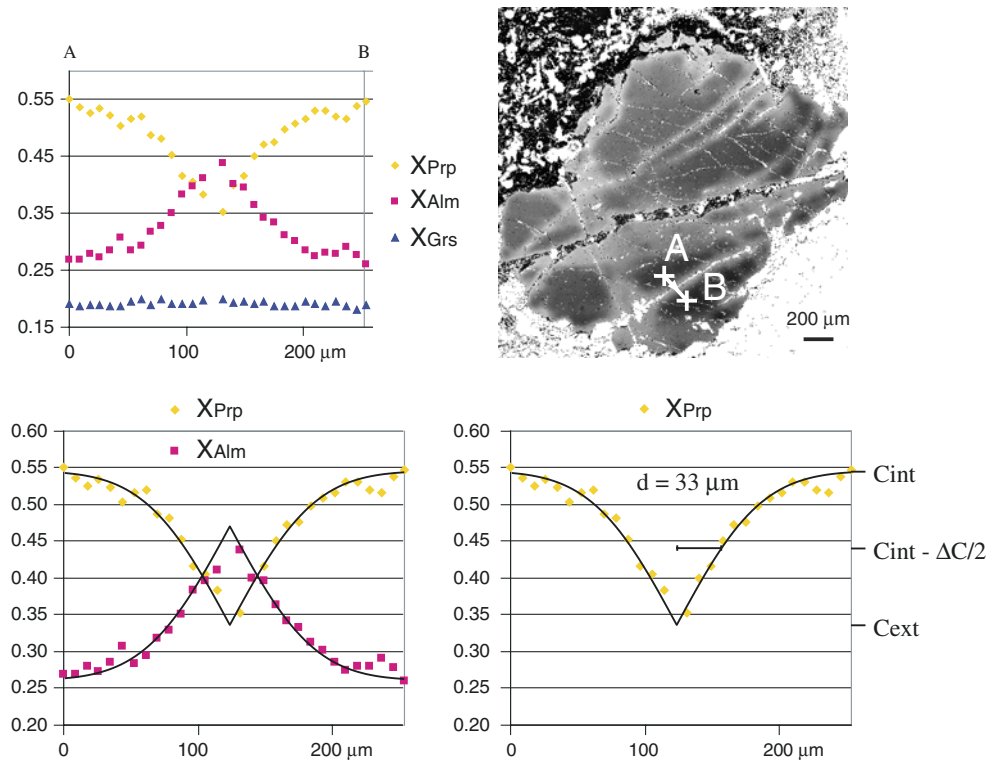 A B
0.55
0.45
0.35
0.25
0.15
0 100 200 μm
XPrp
XAlm
XGrs
A
B
200 μm
XPrp
XAlm
0.60
0.55
0.50
0.45
0.40
0.35
0.30
0.25
0.20
0 100 200 μm
XPrp
0.60
0.55
0.50
0.45
0.40
0.35
0.30
0.25
0.20
0 100 200 μm
d = 33 μm
Cint
Cint - ΔC/2
Cext